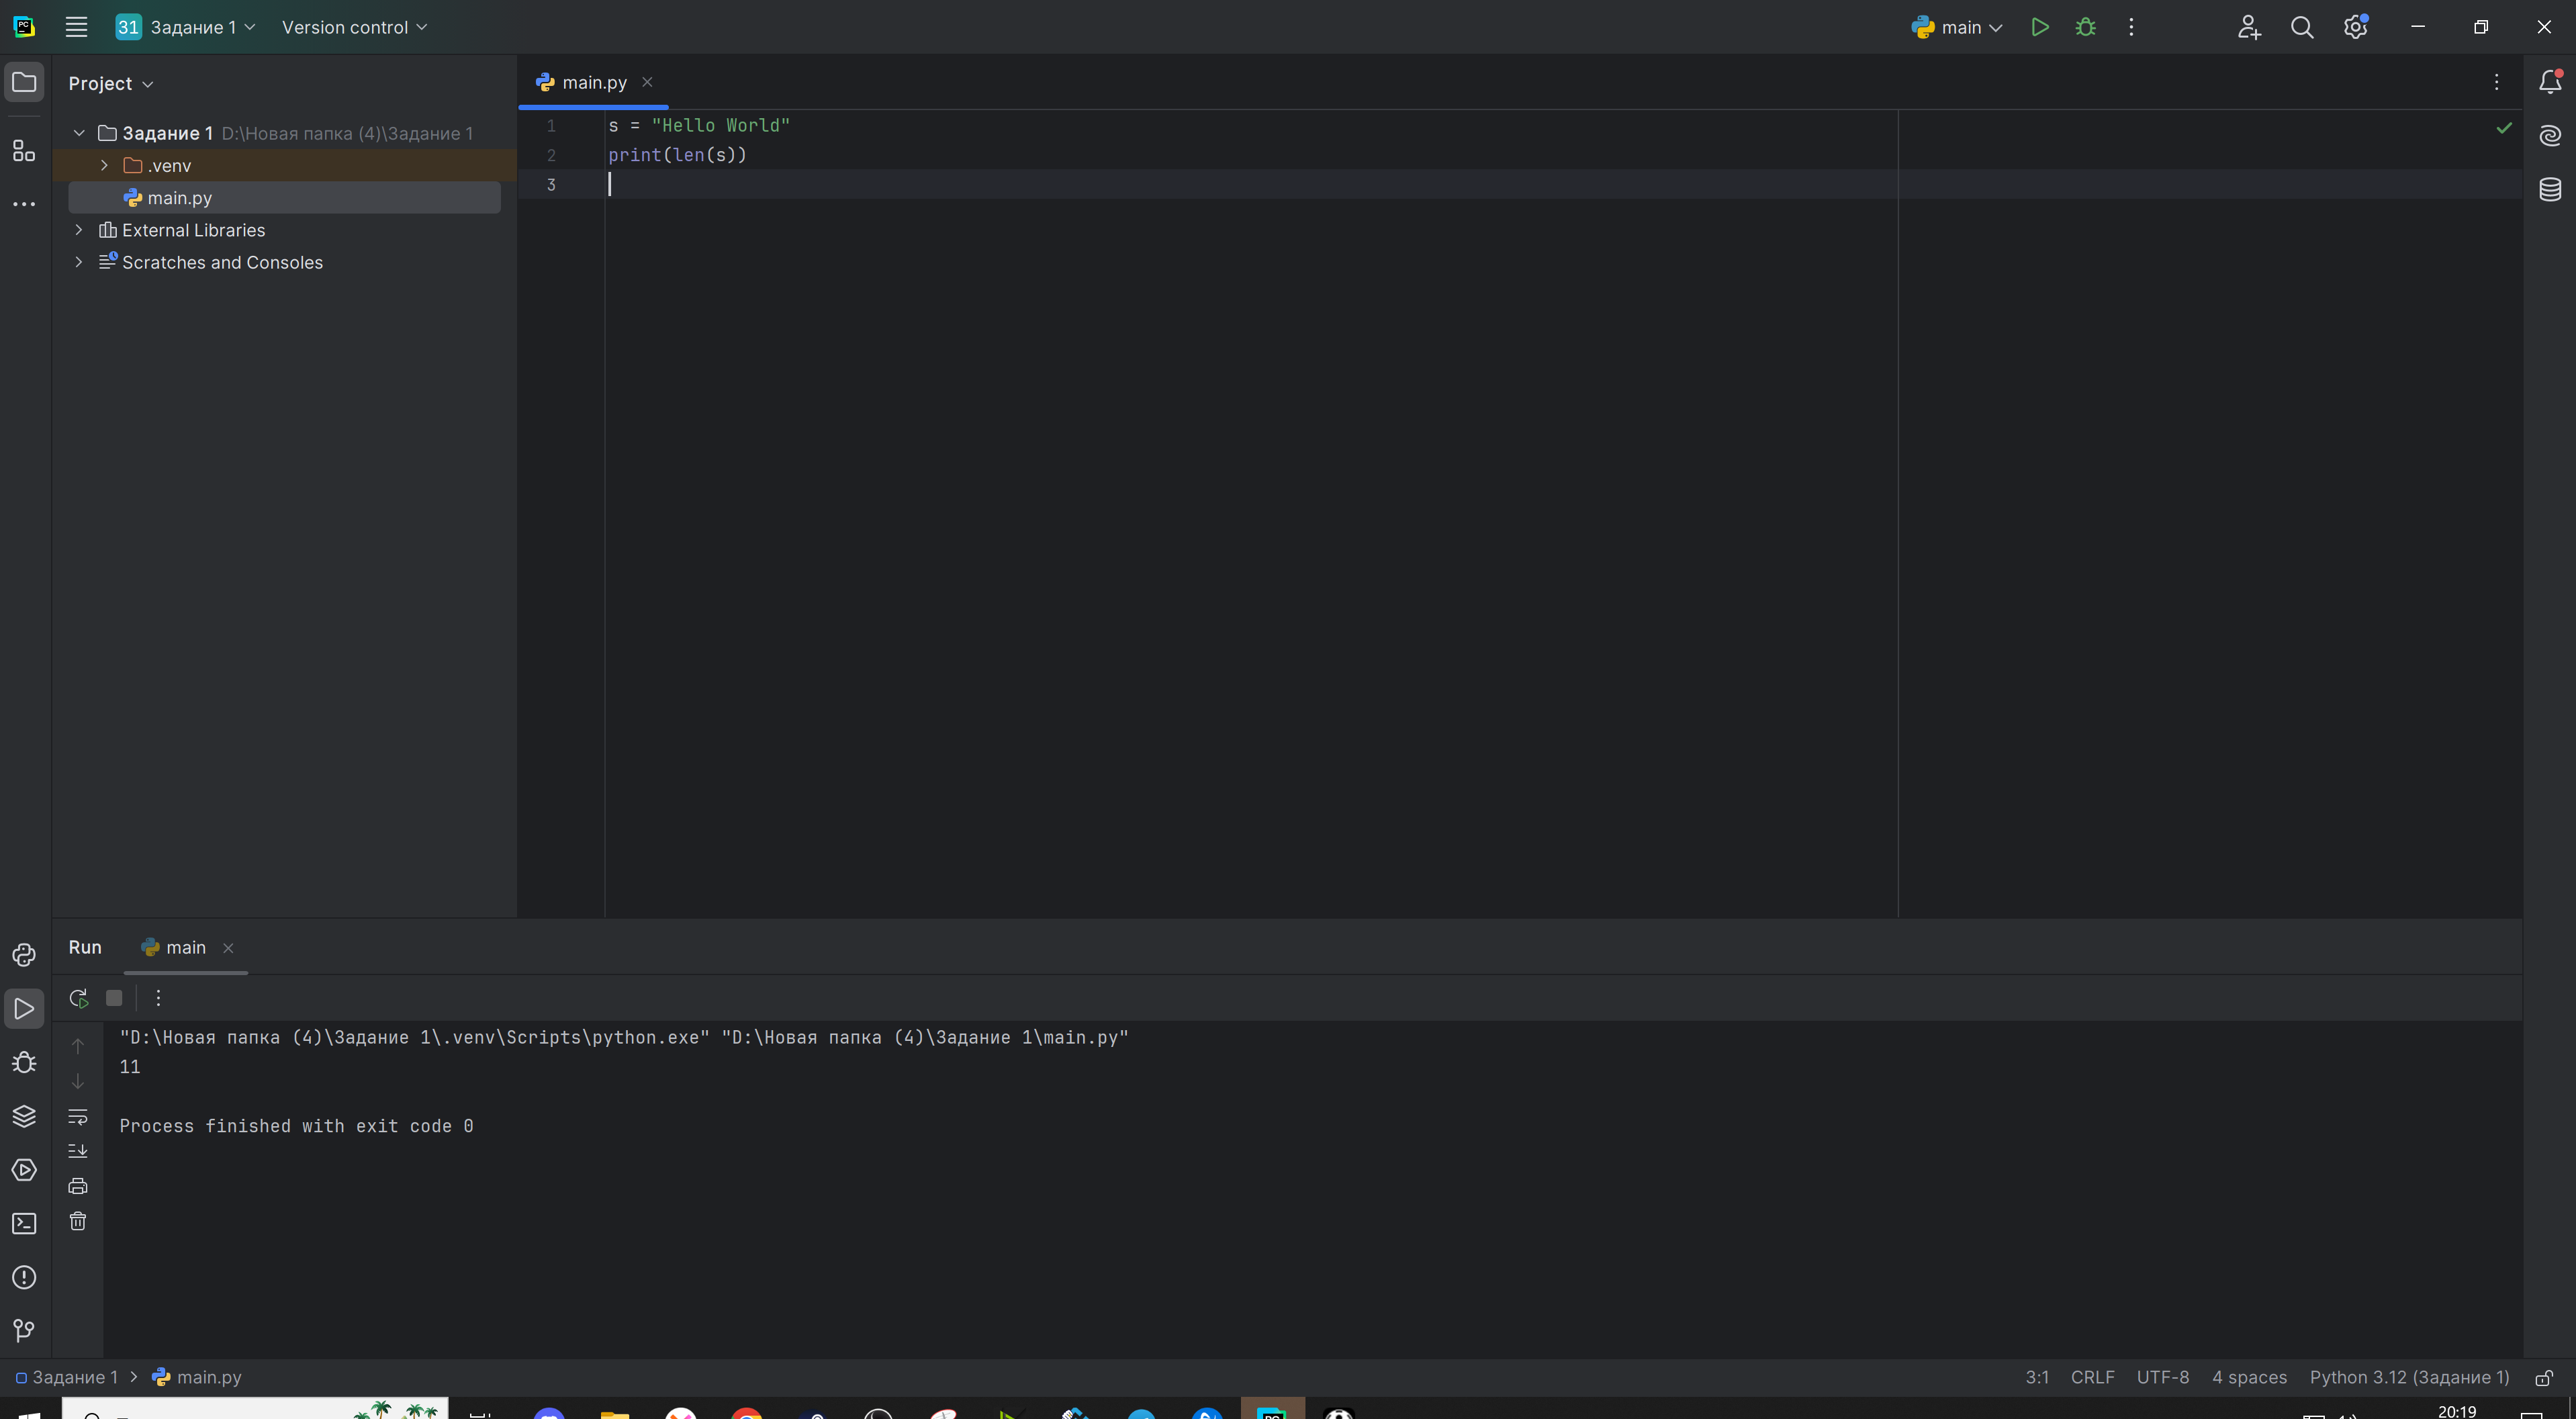 31 Задание 1 Version control main
Project
main.py
Задание 1 D:\Новая папка (4)\Задание 1
.venv
main.py
External Libraries
Scratches and Consoles
1 s = "Hello World"
2 print(len(s))
3
Run main
"D:\Новая папка (4)\Задание 1\.venv\Scripts\python.exe" "D:\Новая папка (4)\Задание 1\main.py"
11
Process finished with exit code 0
Задание 1 main.py
3:1 CRLF UTF-8 4 spaces Python 3.12 (Задание 1)
20:19